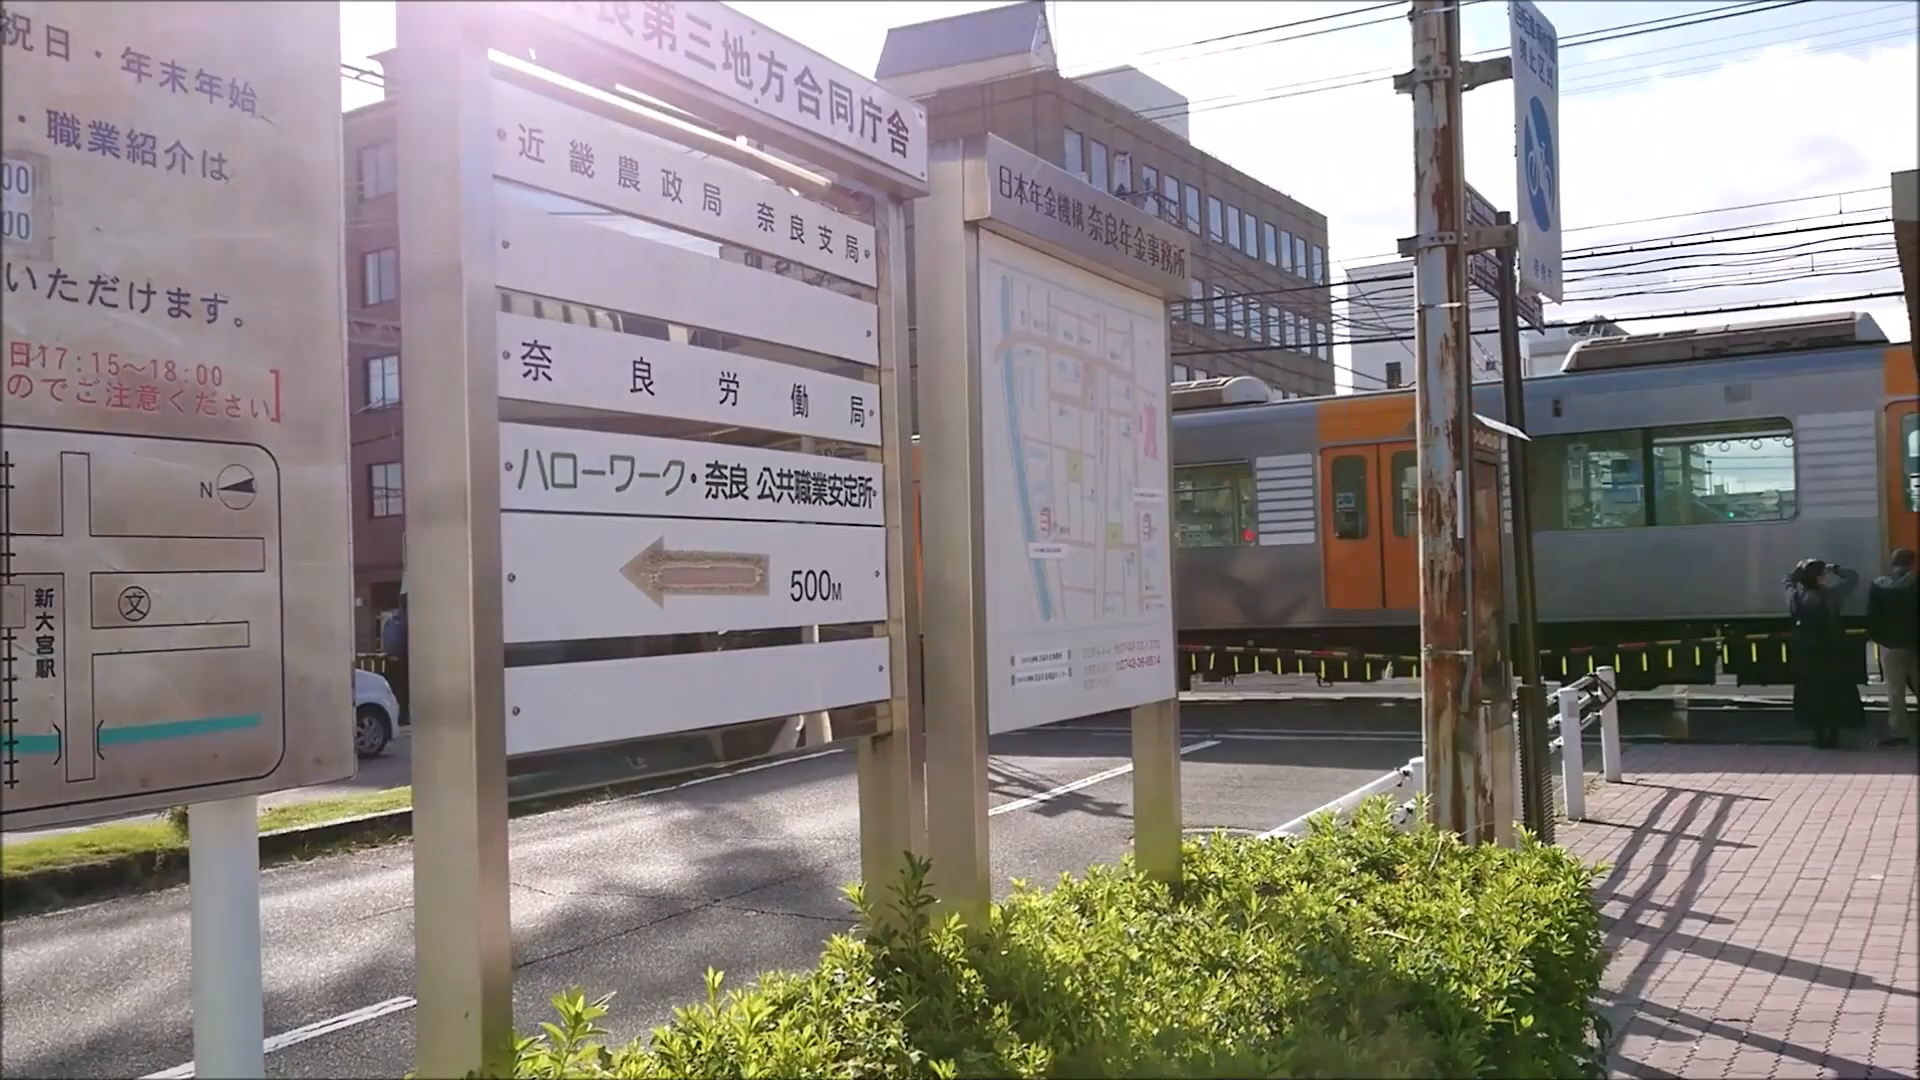 祝日・年末年始
・職業紹介は
00
00
いただけます。
日17:15～18:00
のでご注意ください]
N
文
新大宮駅
良第三地方合同庁舎
近畿農政局 奈良支局
奈良労働局
ハローワーク・奈良 公共職業安定所
500M
日本年金機構 奈良年金事務所